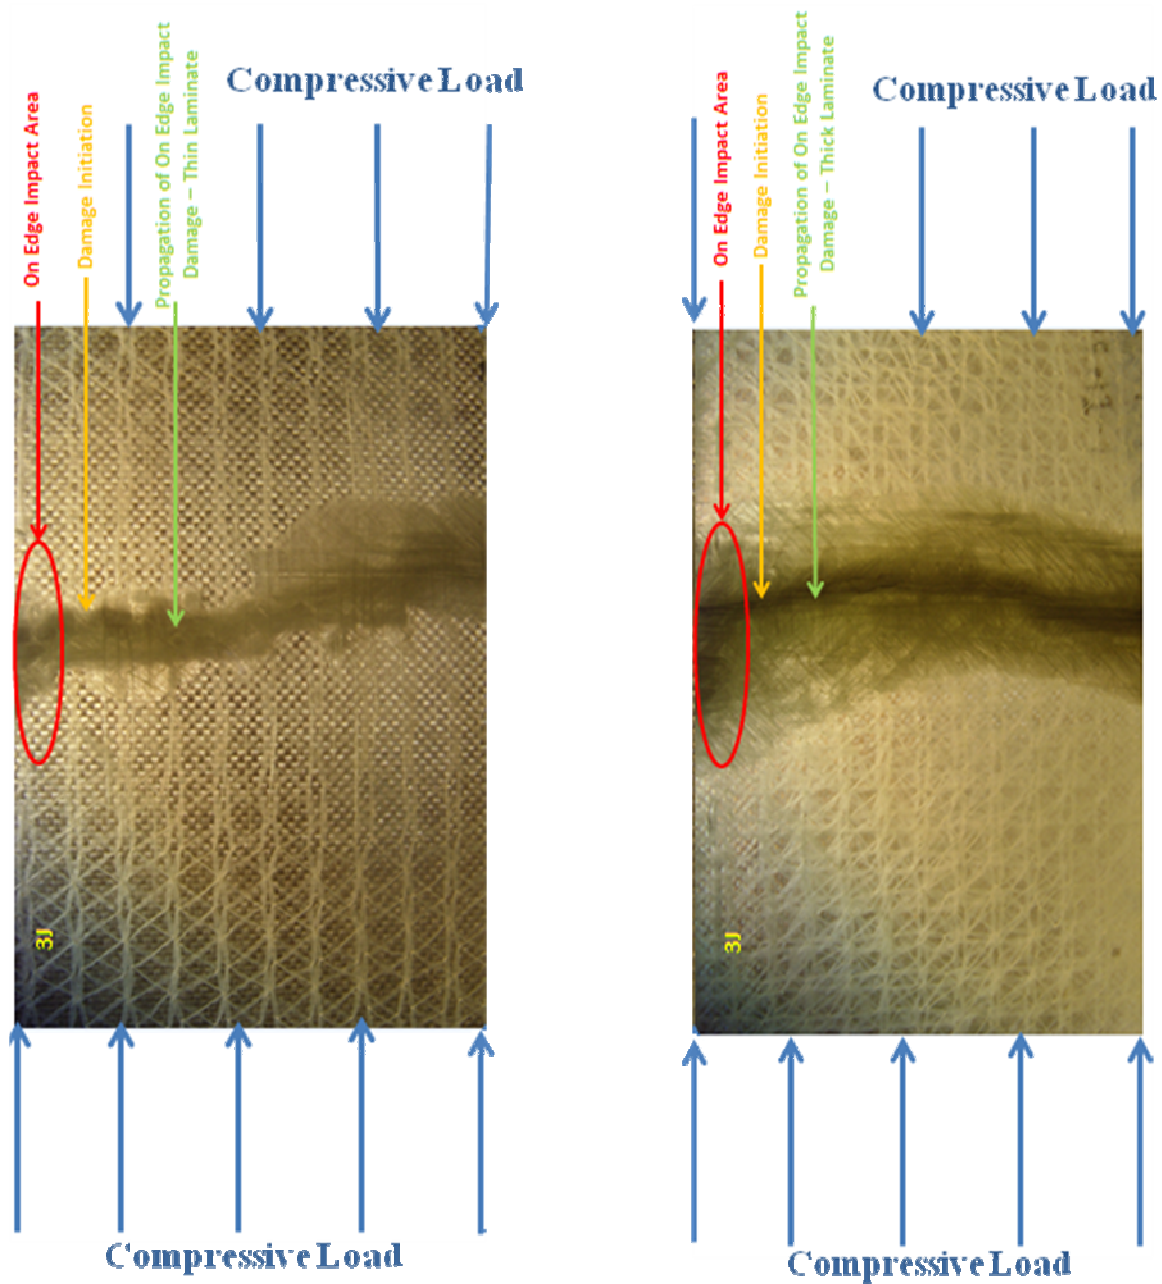 Compressive Load
On Edge Impact Area
Damage Initiation
Propagation of On Edge Impact
Damage – Thin Laminate
3J
Compressive Load
Compressive Load
On Edge Impact Area
Damage Initiation
Propagation of On Edge Impact
Damage – Thick Laminate
3J
Compressive Load